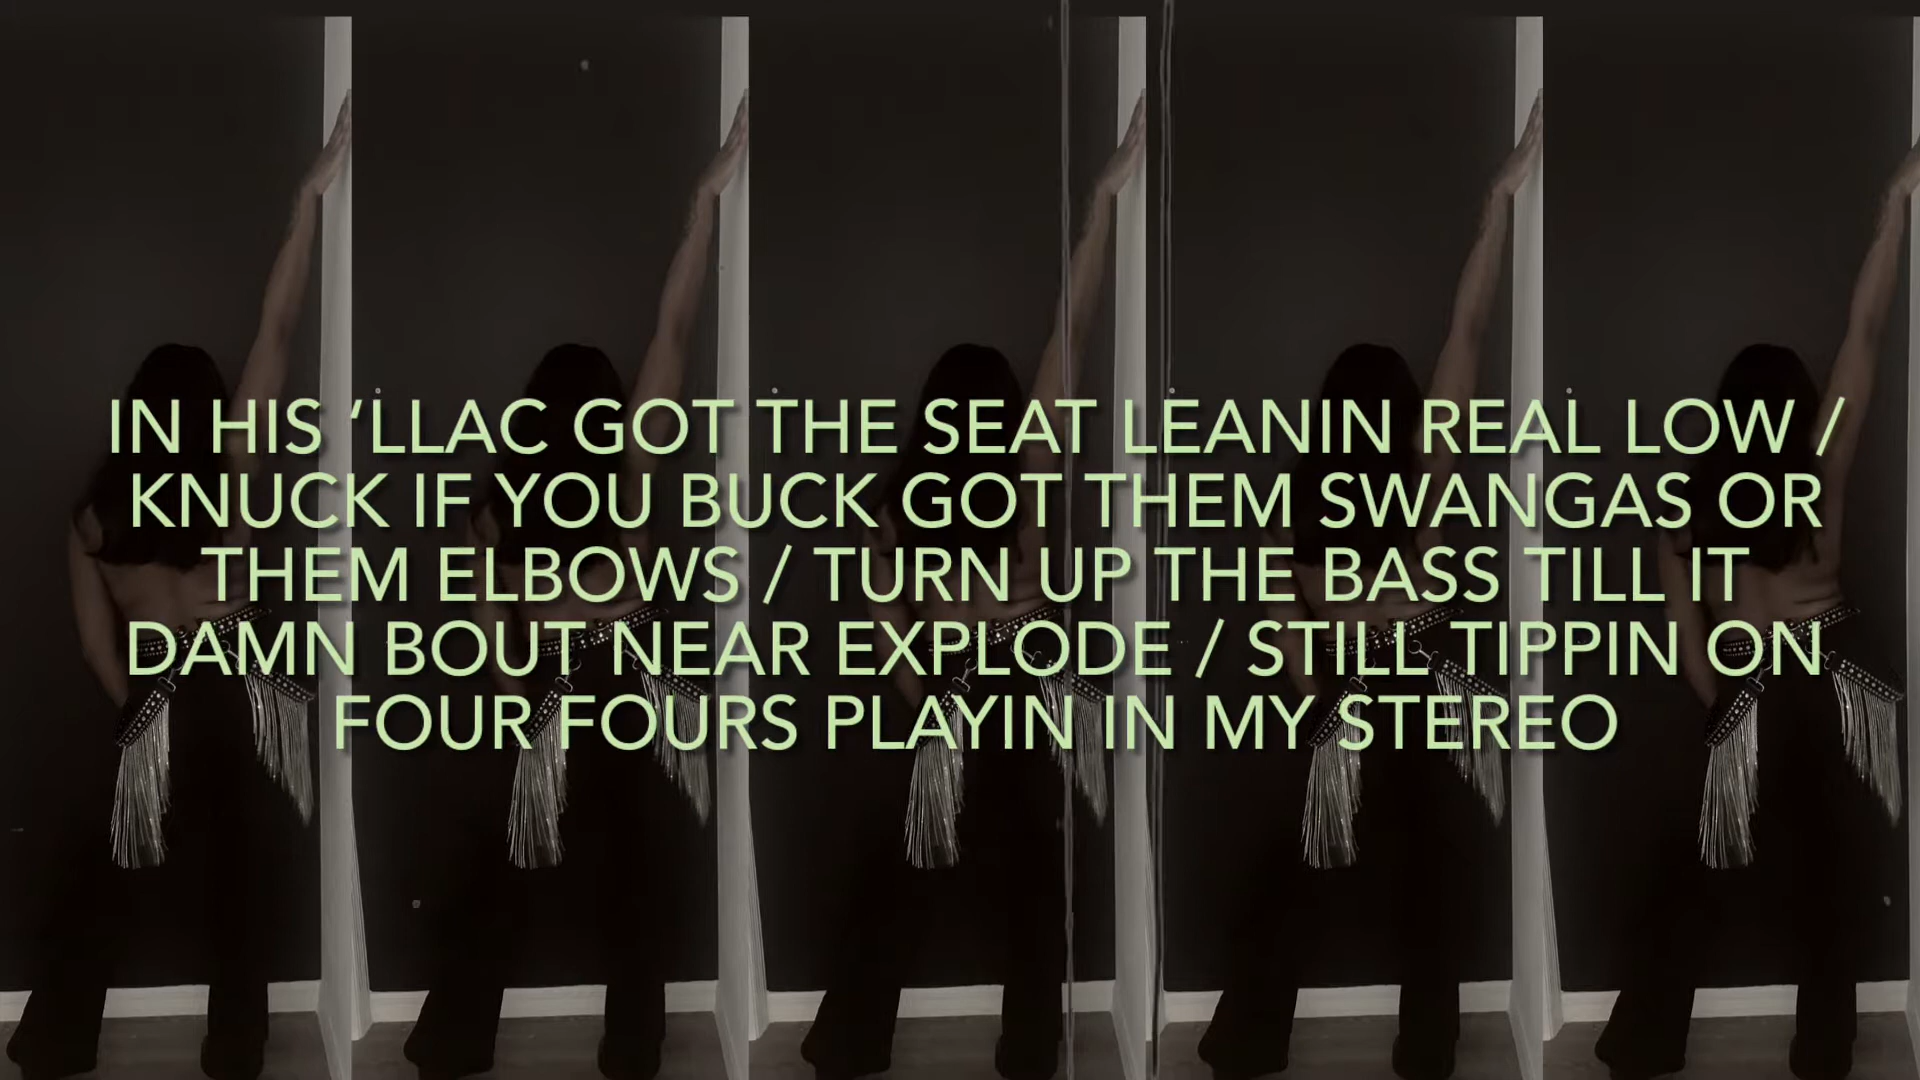 IN HIS ‘LLAC GOT THE SEAT LEANIN REAL LOW /
KNUCK IF YOU BUCK GOT THEM SWANGAS OR
THEM ELBOWS / TURN UP THE BASS TILL IT
DAMN BOUT NEAR EXPLODE / STILL TIPPIN ON
FOUR FOURS PLAYIN IN MY STEREO